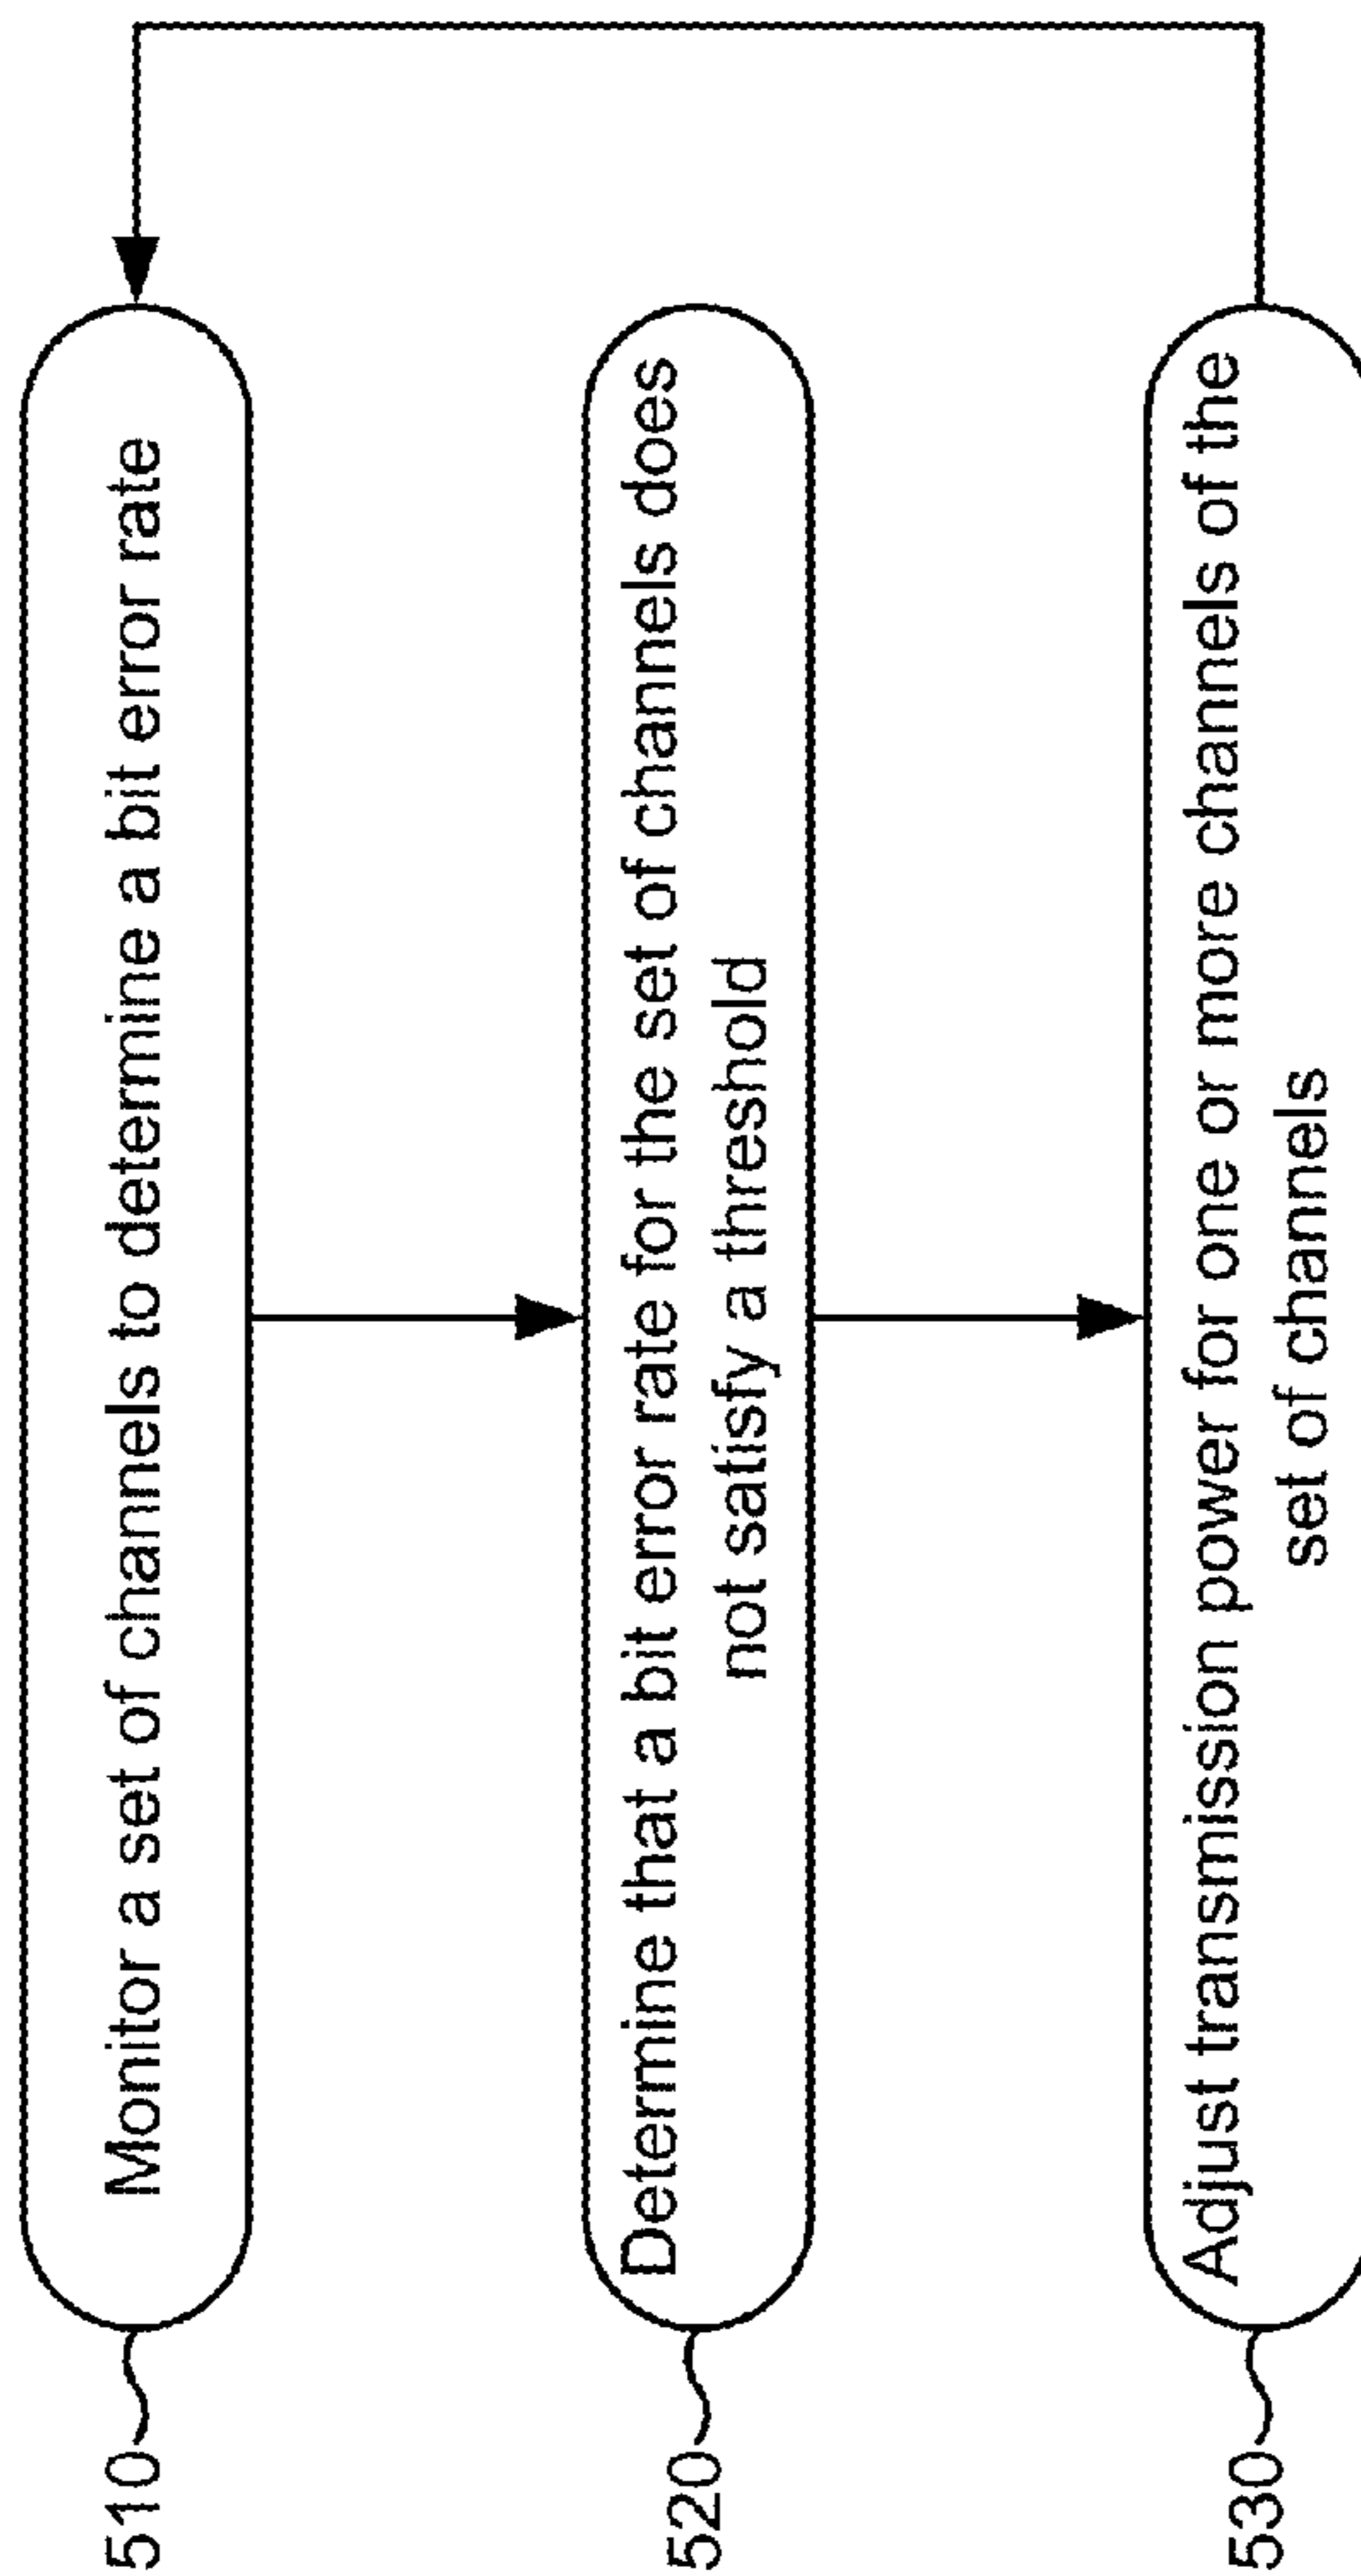 510
Monitor a set of channels to determine a bit error rate
520
Determine that a bit error rate for the set of channels does
not satisfy a threshold
530
Adjust transmission power for one or more channels of the
set of channels